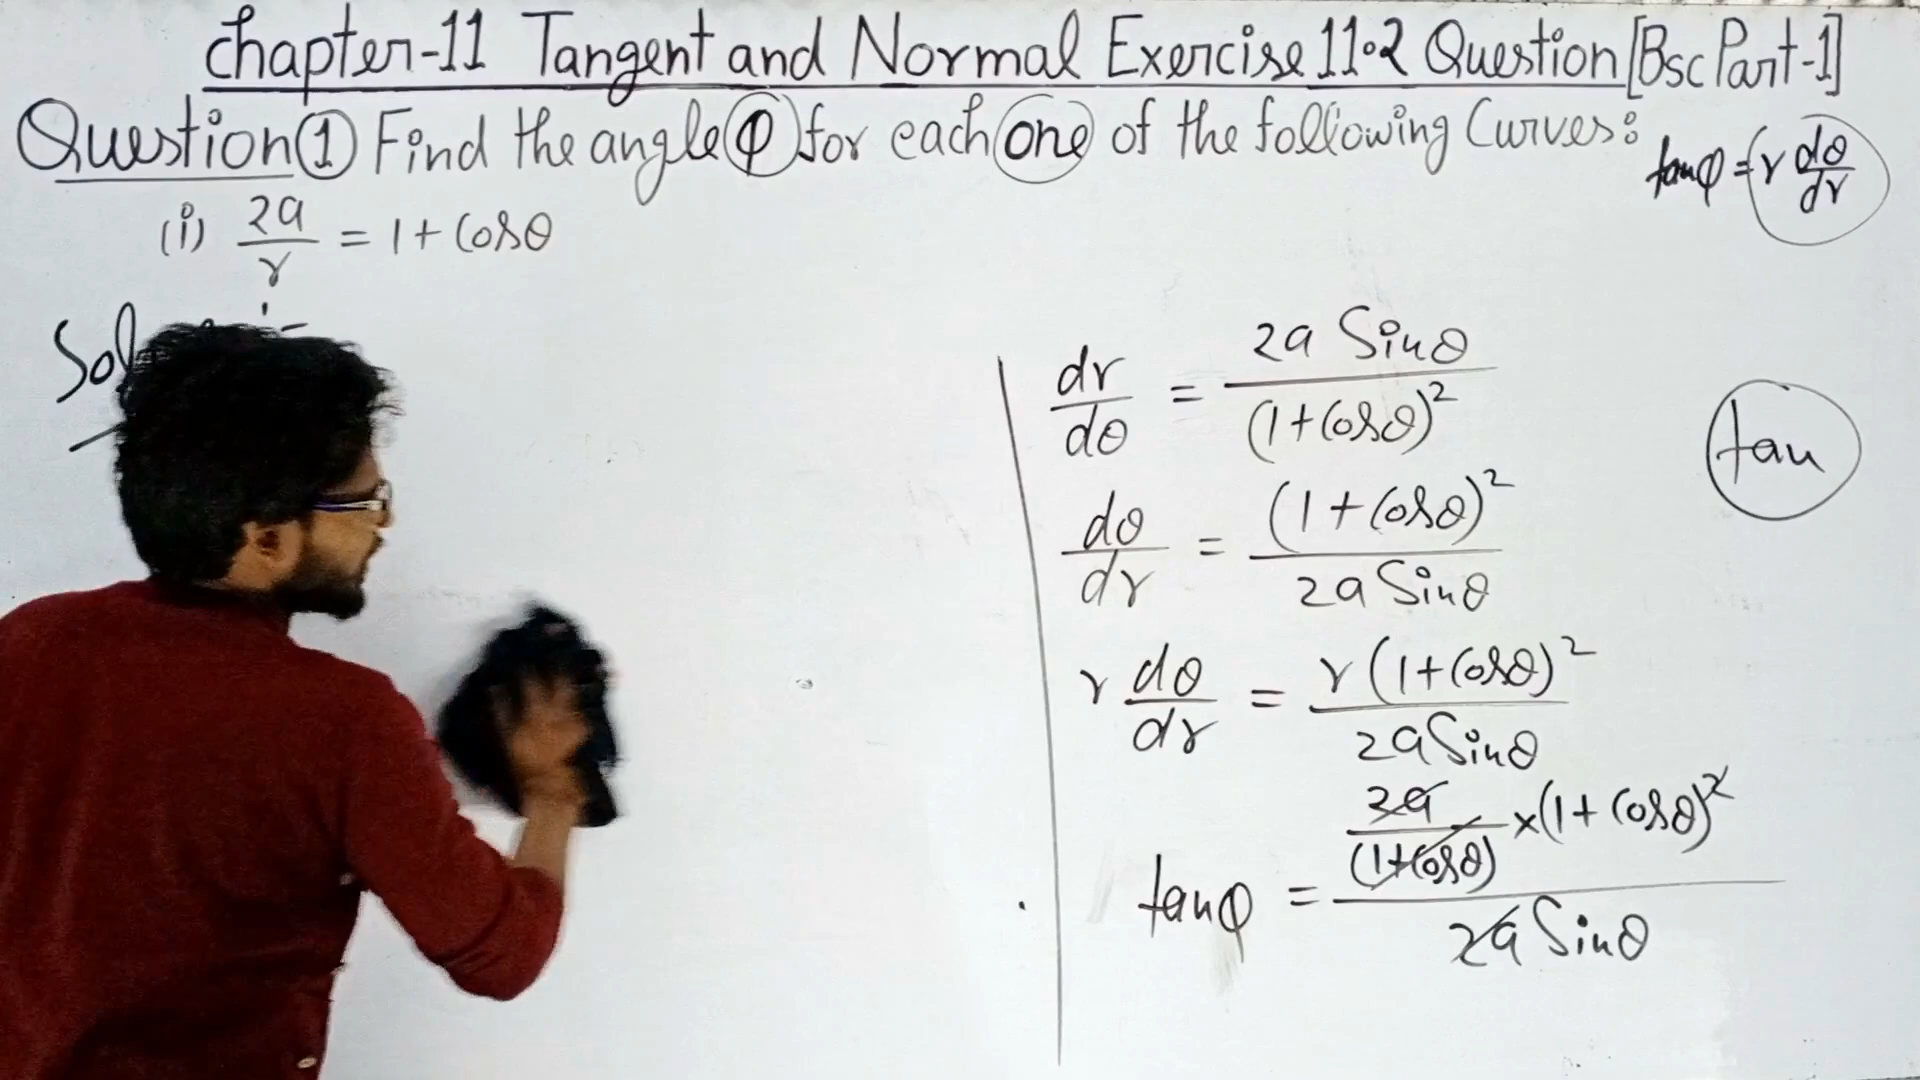 Chapter-11 Tangent and Normal Exercise 11.2 Question [Bsc Part-1]
Question ① Find the angle φ for each one of the following Curves:
tanφ = r dθ/dr
(i) 2a/r = 1 + Cosθ
dr/dθ = 2a Sinθ / (1+Cosθ)²
tan
dθ/dr = (1+Cosθ)² / 2a Sinθ
r dθ/dr = r(1+Cosθ)² / 2a Sinθ
tanφ = 2a/(1+Cosθ) × (1+Cosθ)² / 2a Sinθ